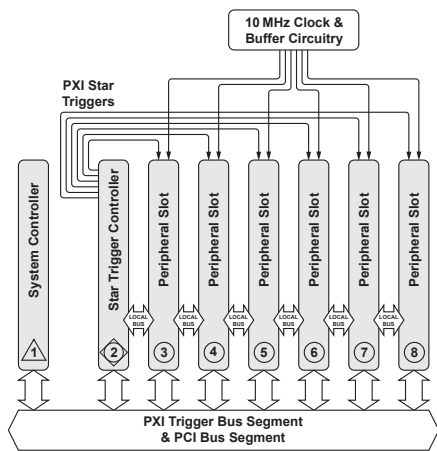 10 MHz Clock &
Buffer Circuitry
PXI Star
Triggers
System Controller
Star Trigger Controller
Peripheral Slot
Peripheral Slot
Peripheral Slot
Peripheral Slot
Peripheral Slot
Peripheral Slot
LOCAL
BUS
LOCAL
BUS
LOCAL
BUS
LOCAL
BUS
LOCAL
BUS
LOCAL
BUS
1
2
3
4
5
6
7
8
PXI Trigger Bus Segment
& PCI Bus Segment